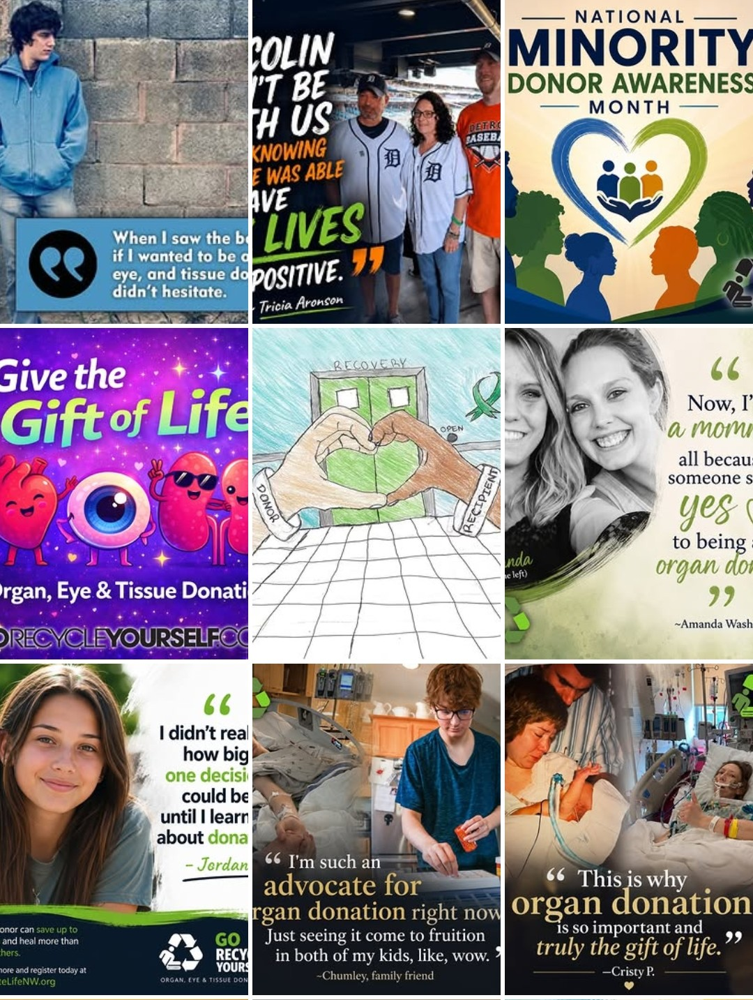 When I saw the b
if I wanted to be
eye, and tissue do
didn't hesitate.
COLIN
'T BE
TH US
KNOWING
E WAS ABLE
AVE
LIVES
POSITIVE. ”
Tricia Aronson
D
D
DETR
BASEBA
NATIONAL
MINORITY
DONOR AWARENESS
MONTH
Give the
Gift of Life
Organ, Eye & Tissue Donati
ORECYCLEYOURSELF.CO
RECOVERY
OPEN
DONOR
RECIPIENT
“
Now, I'
a mom
all becau
someone s
yes
to being
organ do
”
nda
e left)
~Amanda Wash
“
I didn't real
how big
one decisi
could be
until I learn
about dona
- Jordan
onor can save up to
and heal more than
thers.
more and register today at
teLifeNW.org
GO
RECY
YOURS
ORGAN, EYE & TISSUE DON
“ I'm such an
advocate for
rgan donation right now
Just seeing it come to fruition
in both of my kids, like, wow. ”
~Chumley, family friend
“ This is why
organ donation
is so important and
truly the gift of life. ”
—Cristy P.